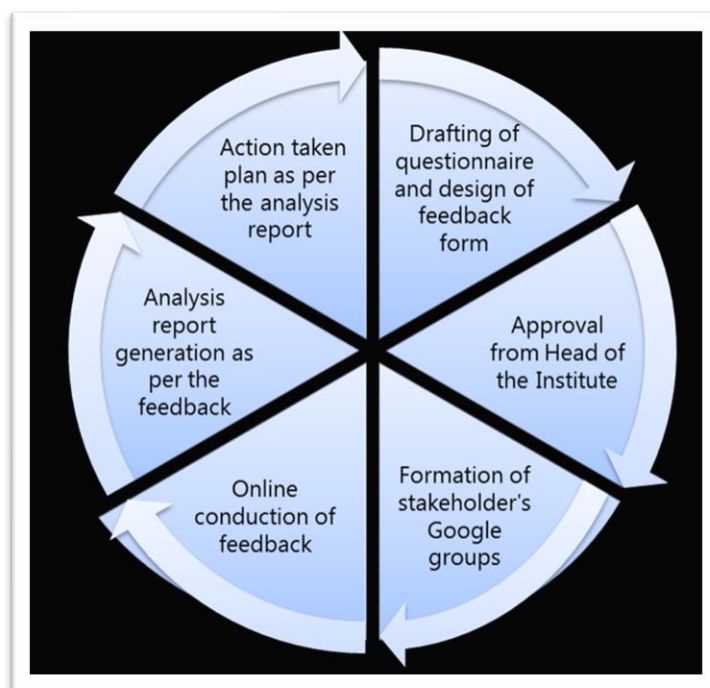 Drafting of
questionnaire
and design of
feedback
form
Approval
from Head of
the Institute
Formation of
stakeholder's
Google
groups
Online
conduction of
feedback
Analysis
report
generation as
per the
feedback
Action taken
plan as per
the analysis
report